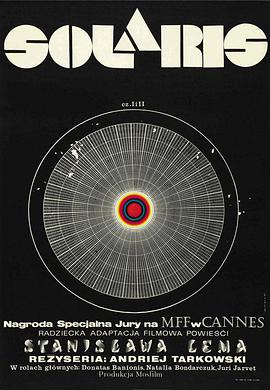 SOLARIS
cz. I i II
Nagroda Specjalna Jury na MFF w CANNES
RADZIECKA ADAPTACJA FILMOWA POWIEŚCI
STANISŁAWA LEMA
REŻYSERIA: ANDRIEJ TARKOWSKI
W rolach głównych: Donatas Banionis, Natalia Bondarczuk, Juri Jarvet
Produkcja Mosfilm